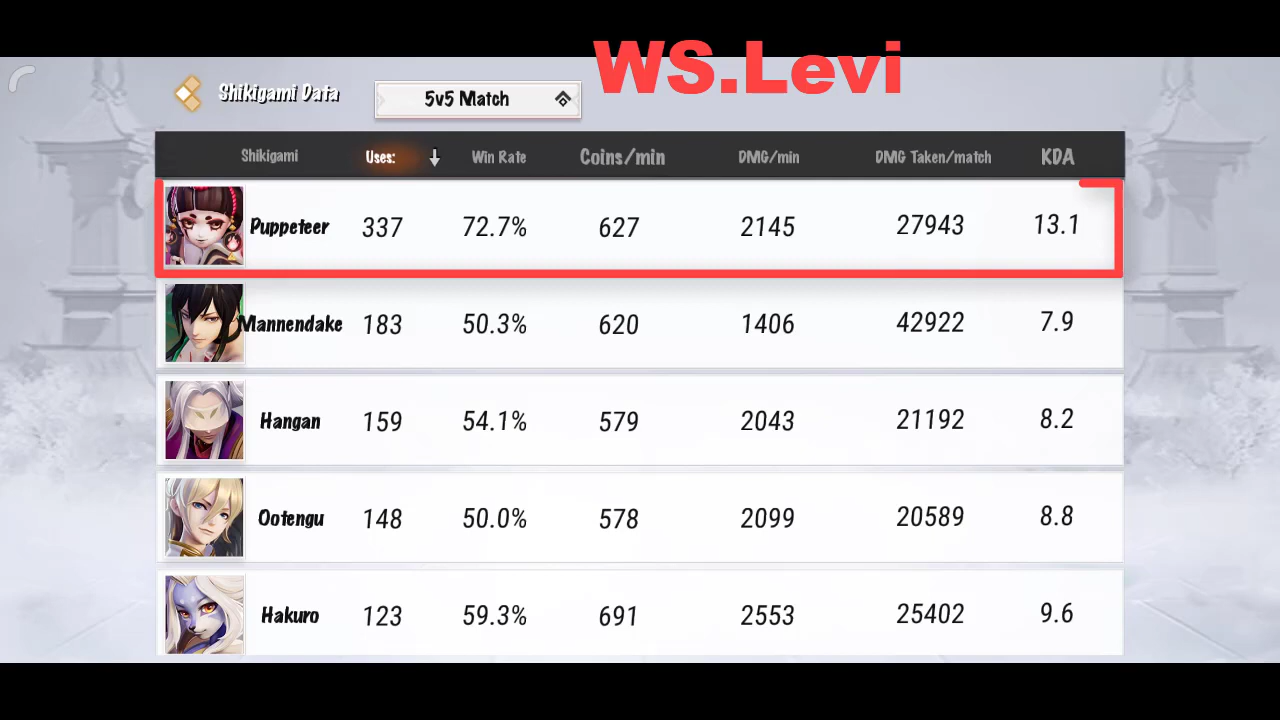 WS.Levi
Shikigami Data
5v5 Match
Shikigami Uses: Win Rate Coins/min DMG/min DMG Taken/match KDA
Puppeteer 337 72.7% 627 2145 27943 13.1
Mannendake 183 50.3% 620 1406 42922 7.9
Hangan 159 54.1% 579 2043 21192 8.2
Ootengu 148 50.0% 578 2099 20589 8.8
Hakuro 123 59.3% 691 2553 25402 9.6